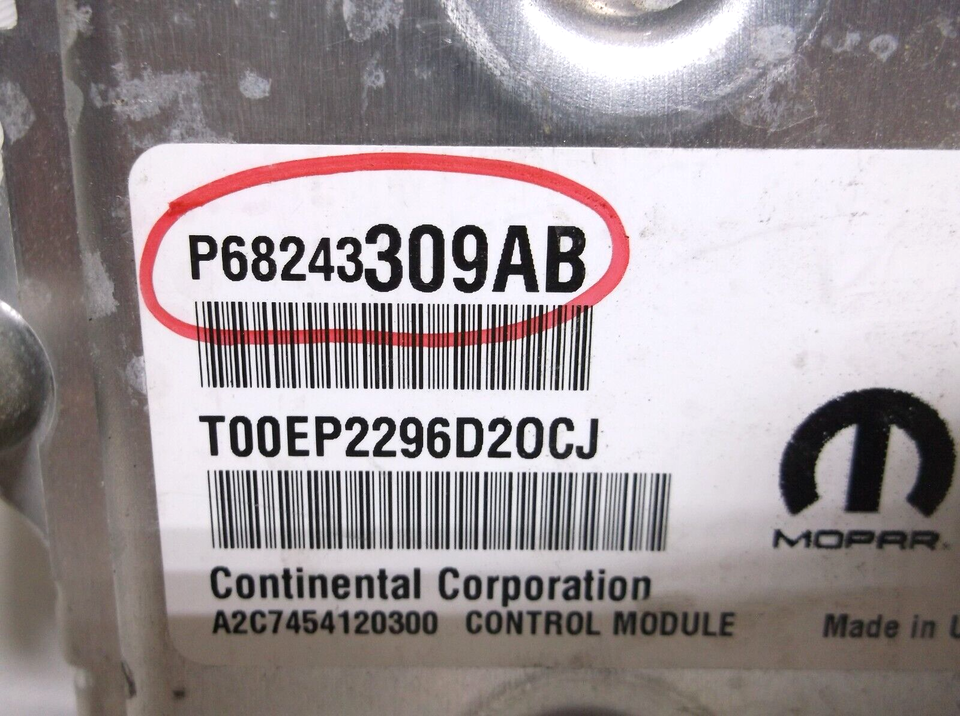 P68243309AB
T00EP2296D20CJ
MOPAR
Continental Corporation
A2C7454120300 CONTROL MODULE
Made in U